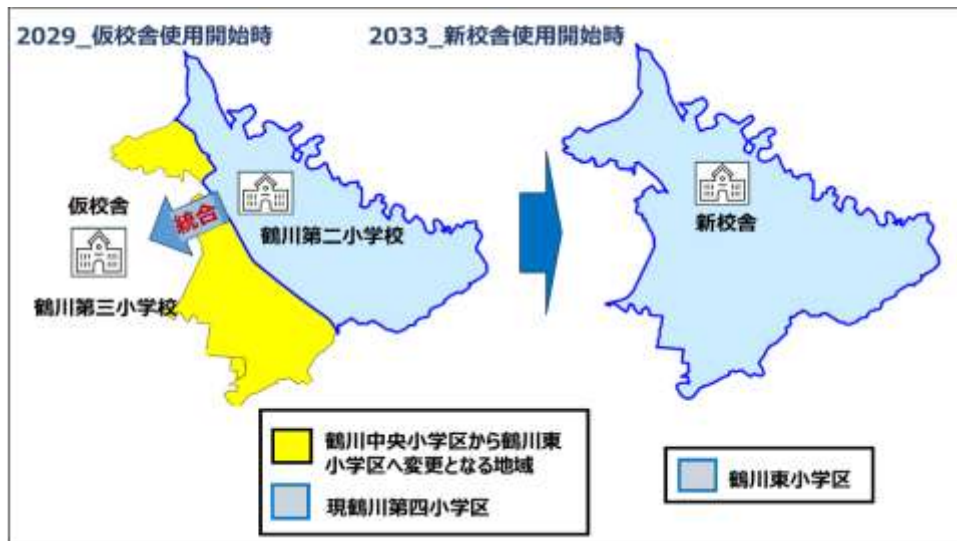 2029_仮校舎使用開始時
2033_新校舎使用開始時
仮校舎
統合
鶴川第二小学校
鶴川第三小学校
新校舎
鶴川中央小学区から鶴川東
小学区へ変更となる地域
現鶴川第四小学区
鶴川東小学区